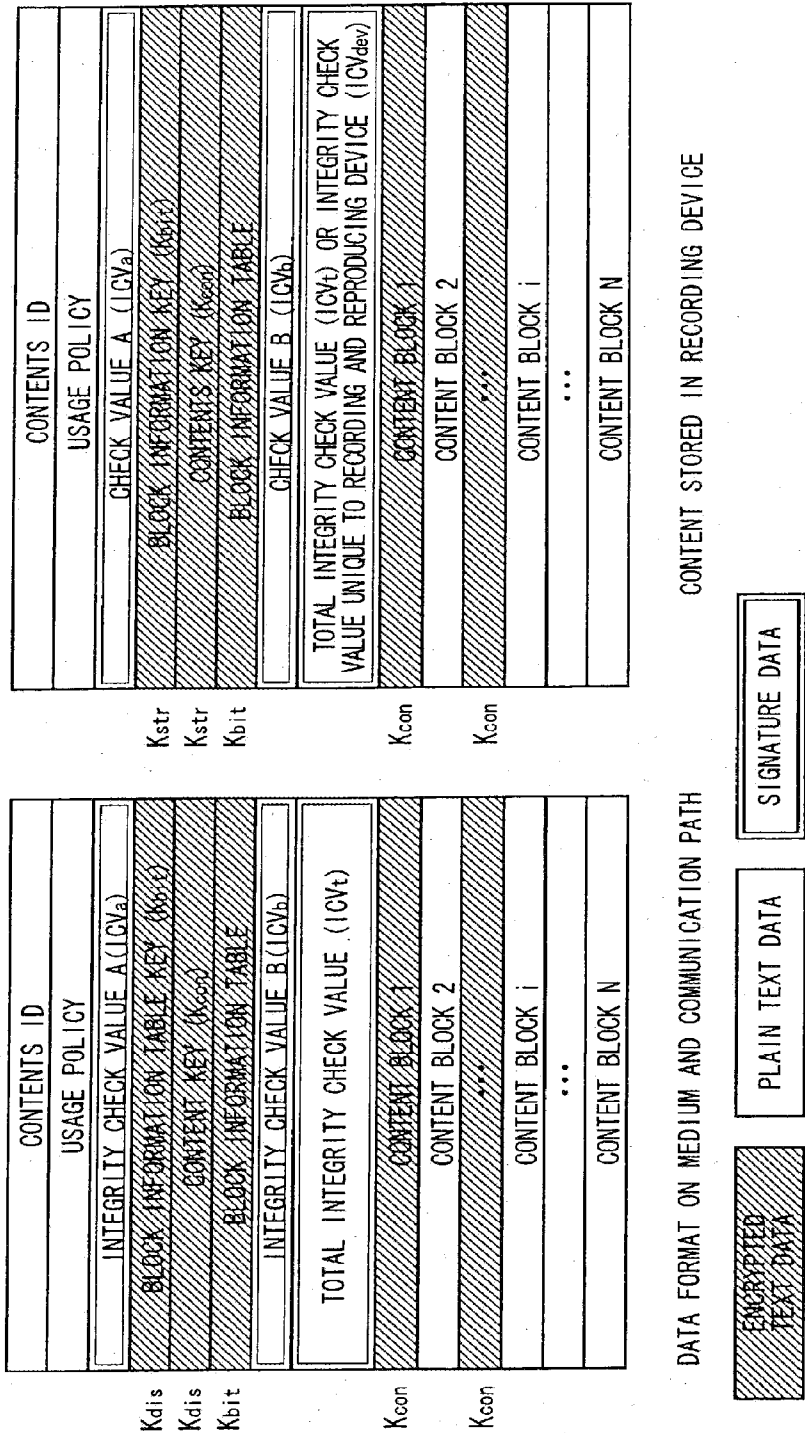 CONTENTS ID
USAGE POLICY
INTEGRITY CHECK VALUE A(ICVa)
Kdis BLOCK INFORMATION TABLE KEY (Kbit)
Kdis CONTENT KEY (Kcon)
Kbit BLOCK INFORMATION TABLE
INTEGRITY CHECK VALUE B(ICVb)
TOTAL INTEGRITY CHECK VALUE (ICVt)
Kcon CONTENT BLOCK 1
CONTENT BLOCK 2
Kcon ...
CONTENT BLOCK i
...
CONTENT BLOCK N
DATA FORMAT ON MEDIUM AND COMMUNICATION PATH
CONTENTS ID
USAGE POLICY
CHECK VALUE A (ICVa)
Kstr BLOCK INFORMATION KEY (Kbit)
Kstr CONTENTS KEY (Kcon)
Kbit BLOCK INFORMATION TABLE
CHECK VALUE B (ICVb)
TOTAL INTEGRITY CHECK VALUE (ICVt) OR INTEGRITY CHECK
VALUE UNIQUE TO RECORDING AND REPRODUCING DEVICE (ICVdev)
Kcon CONTENT BLOCK 1
CONTENT BLOCK 2
Kcon ...
CONTENT BLOCK i
...
CONTENT BLOCK N
CONTENT STORED IN RECORDING DEVICE
ENCRYPTED
TEXT DATA
PLAIN TEXT DATA
SIGNATURE DATA